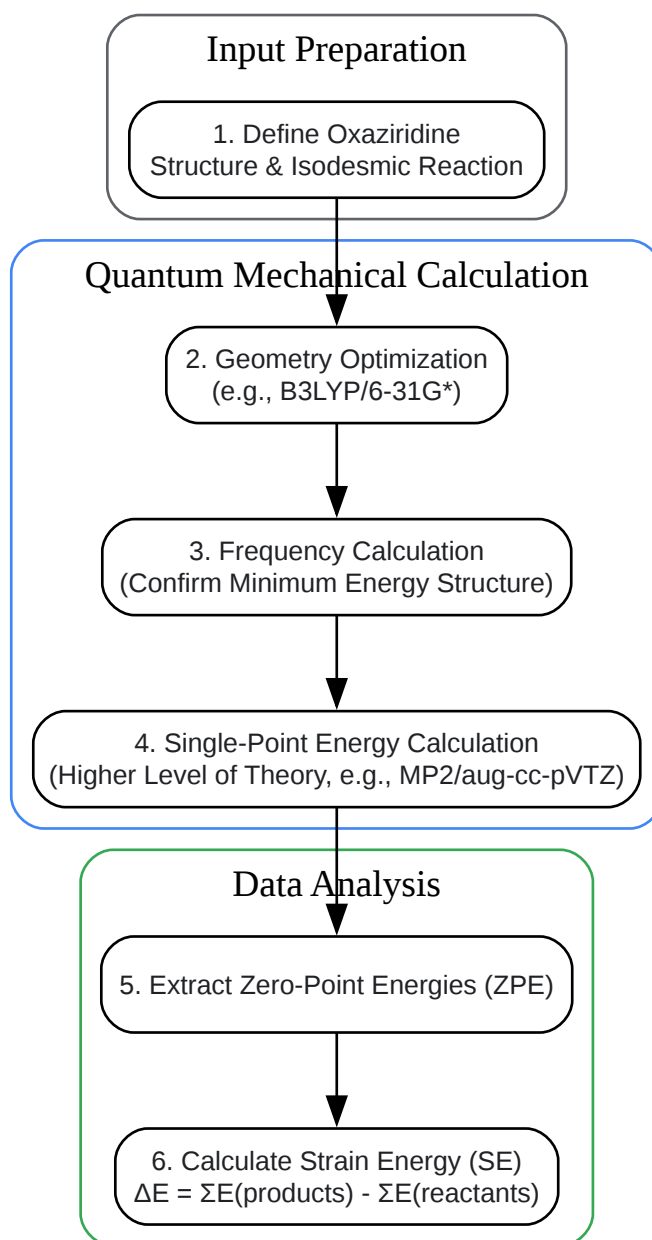 Input Preparation
1. Define Oxaziridine
Structure & Isodesmic Reaction
Quantum Mechanical Calculation
2. Geometry Optimization
(e.g., B3LYP/6-31G*)
3. Frequency Calculation
(Confirm Minimum Energy Structure)
4. Single-Point Energy Calculation
(Higher Level of Theory, e.g., MP2/aug-cc-pVTZ)
Data Analysis
5. Extract Zero-Point Energies (ZPE)
6. Calculate Strain Energy (SE)
ΔE = ΣE(products) - ΣE(reactants)